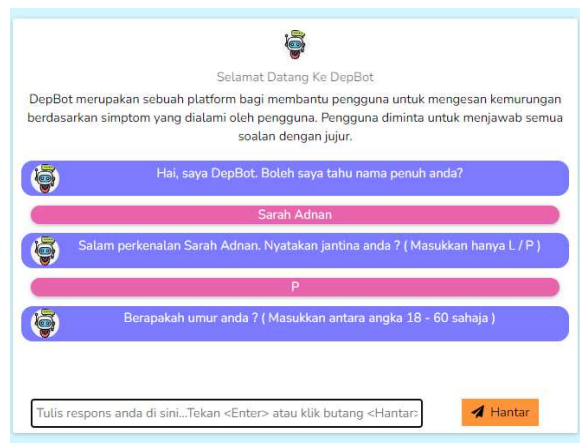 Selamat Datang Ke DepBot
DepBot merupakan sebuah platform bagi membantu pengguna untuk mengesan kemurungan
berdasarkan simptom yang dialami oleh pengguna. Pengguna diminta untuk menjawab semua
soalan dengan jujur.
Hai, saya DepBot. Boleh saya tahu nama penuh anda?
Sarah Adnan
Salam perkenalan Sarah Adnan. Nyatakan jantina anda ? ( Masukkan hanya L / P )
P
Berapakah umur anda ? ( Masukkan antara angka 18 - 60 sahaja )
Tulis respons anda di sini...Tekan <Enter> atau klik butang <Hantar
Hantar